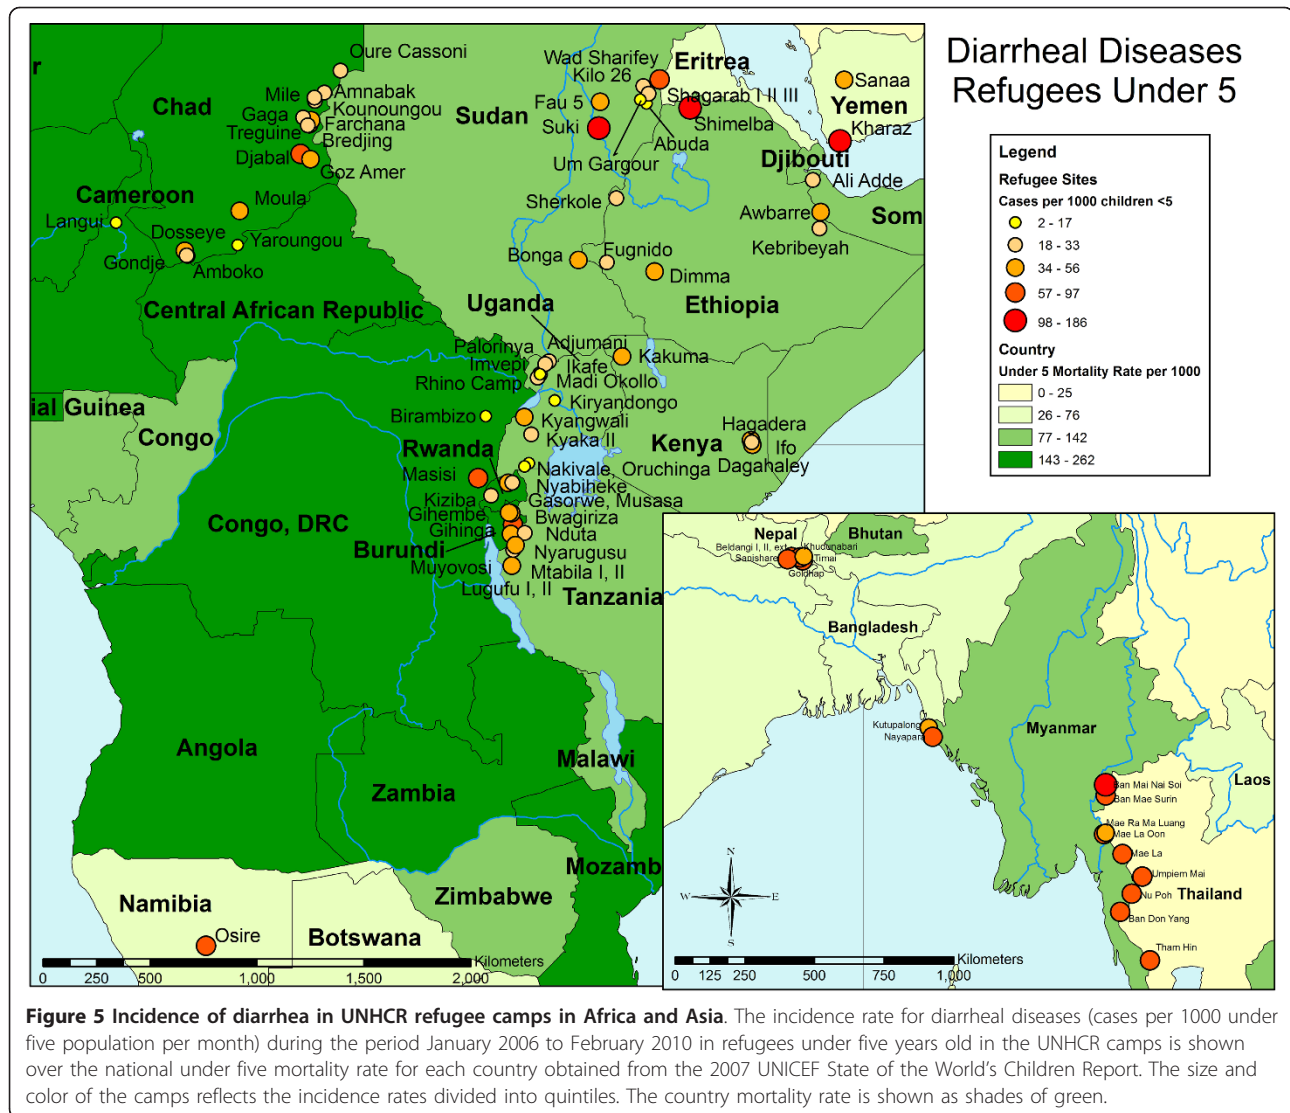 Diarrheal Diseases
Refugees Under 5
Legend
Refugee Sites
Cases per 1000 children <5
2 - 17
18 - 33
34 - 56
57 - 97
98 - 186
Country
Under 5 Mortality Rate per 1000
0 - 25
26 - 76
77 - 142
143 - 262
r
Oure Cassoni
Chad
Mile
Amnabak
Kounoungou
Gaga
Farchana
Treguine
Bredjing
Djabal
Goz Amer
Cameroon
Moula
Langui
Dosseye
Yaroungou
Gondje
Amboko
Central African Republic
Sudan
Wad Sharifey
Kilo 26
Eritrea
Fau 5
Shagarab I II III
Suki
Shimelba
Abuda
Um Gargour
Sanaa
Yemen
Kharaz
Djibouti
Ali Adde
Sherkole
Awbarre
Som
Kebribeyah
Bonga
Fugnido
Dimma
Ethiopia
Uganda
Palorinya
Adjumani
Imvepi
Ikafe
Kakuma
Rhino Camp
Madi Okollo
Kiryandongo
Birambizo
Kyangwali
Kyaka II
Kenya
Hagadera
Ifo
Dagahaley
ial Guinea
Congo
Rwanda
Masisi
Nakivale, Oruchinga
Nyabiheke
Kiziba
Gasorwe, Musasa
Gihembe
Bwagiriza
Gihinga
Nduta
Burundi
Nyarugusu
Muyovosi
Mtabila I, II
Lugufu I, II
Tanzania
Congo, DRC
Angola
Zambia
Malawi
Mozamb
Zimbabwe
Namibia
Osire
Botswana
0 250 500 1,000 1,500 2,000 Kilometers
Nepal
Bhutan
Beldangi I, II, ext
Khudunabari
Sanishare
Timai
Goldhap
Bangladesh
Kutupalong
Nayapara
Myanmar
Laos
Ban Mai Nai Soi
Ban Mae Surin
Mae Ra Ma Luang
Mae La Oon
Mae La
Umpiem Mai
Nu Poh
Thailand
Ban Don Yang
Tham Hin
N
W E
S
0 125 250 500 750 1,000 Kilometers
Figure 5 Incidence of diarrhea in UNHCR refugee camps in Africa and Asia. The incidence rate for diarrheal diseases (cases per 1000 under
five population per month) during the period January 2006 to February 2010 in refugees under five years old in the UNHCR camps is shown
over the national under five mortality rate for each country obtained from the 2007 UNICEF State of the World's Children Report. The size and
color of the camps reflects the incidence rates divided into quintiles. The country mortality rate is shown as shades of green.